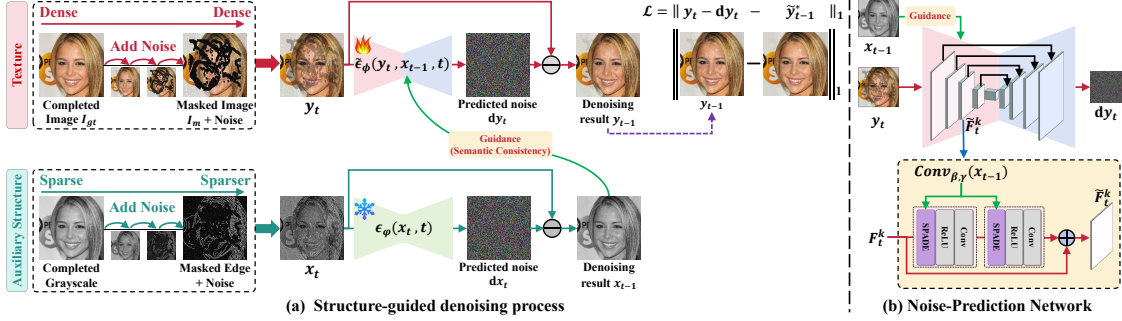 Texture
Dense Dense
Add Noise
Completed
Image I_gt
Masked Image
I_m + Noise
y_t
ϵ̃_ϕ(y_t, x_{t−1}, t)
Predicted noise
dy_t
Denoising
result y_{t−1}
ℒ = ‖ y_t − dy_t − ỹ*_{t−1} ‖_1
y_{t−1}
1
Guidance
(Semantic Consistency)
Auxiliary Structure
Sparse Sparser
Add Noise
Completed
Grayscale
Masked Edge
+ Noise
x_t
ϵ_φ(x_t, t)
Predicted noise
dx_t
Denoising
result x_{t−1}
(a) Structure-guided denoising process
x_{t−1}
Guidance
y_t
dy_t
F̃_t^k
Conv_{β,γ}(x_{t−1})
F_t^k
SPADE
ReLU
Conv
SPADE
ReLU
Conv
F̃_t^k
(b) Noise-Prediction Network